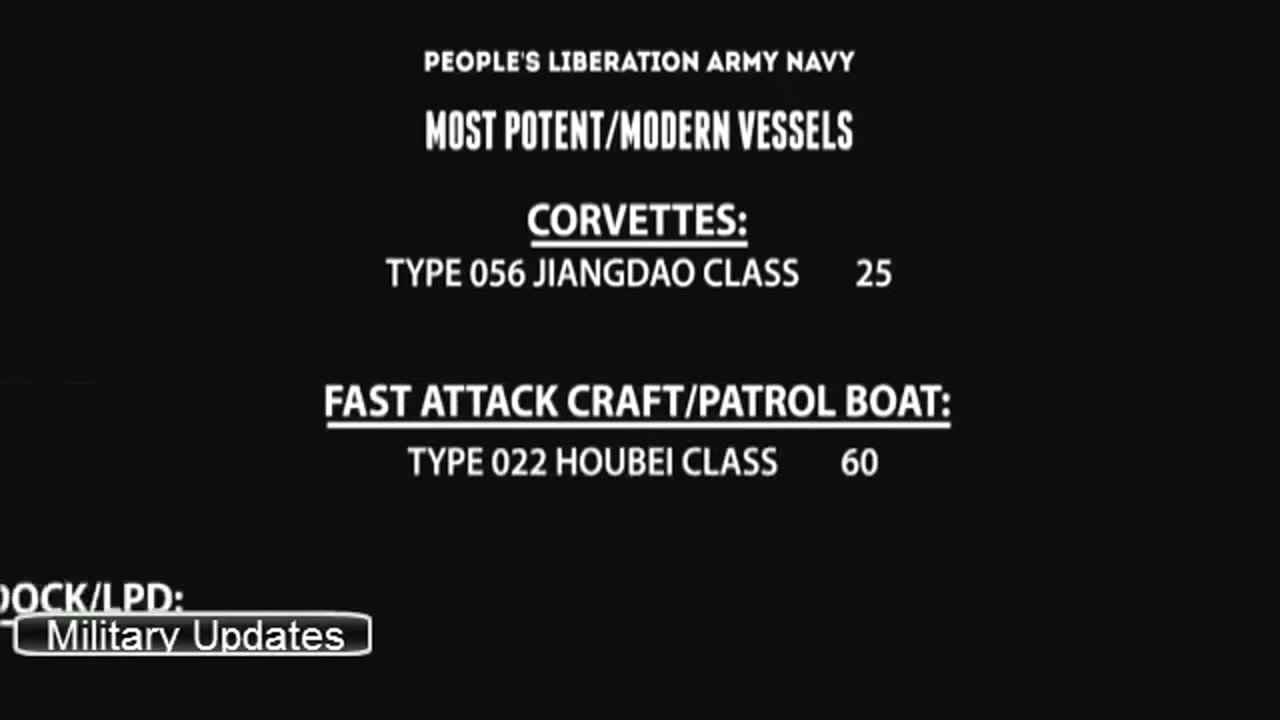 PEOPLE'S LIBERATION ARMY NAVY
MOST POTENT/MODERN VESSELS
CORVETTES:
TYPE 056 JIANGDAO CLASS 25
FAST ATTACK CRAFT/PATROL BOAT:
TYPE 022 HOUBEI CLASS 60
DOCK/LPD:
Military Updates